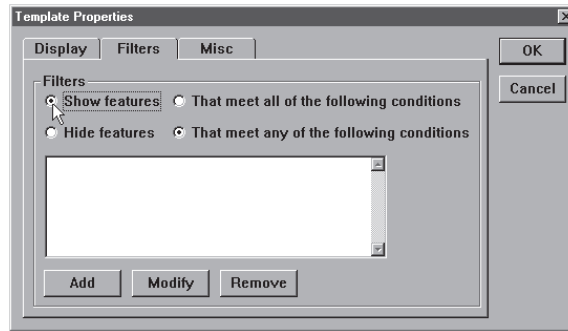 Template Properties
Display Filters Misc
OK
Cancel
Filters
Show features That meet all of the following conditions
Hide features That meet any of the following conditions
Add Modify Remove